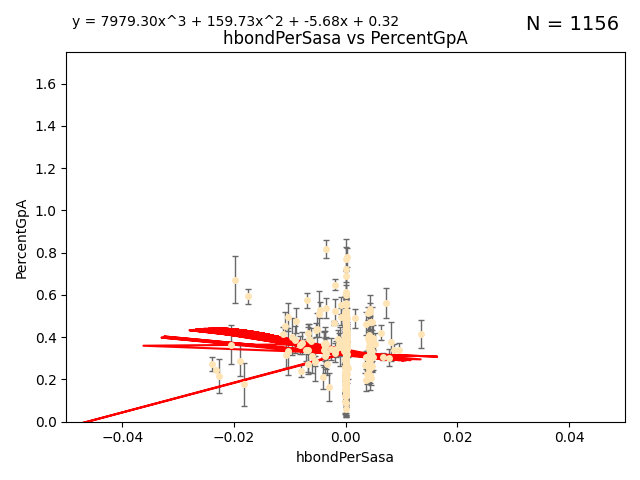 y = 7979.30x^3 + 159.73x^2 + -5.68x + 0.32
N = 1156
hbondPerSasa vs PercentGpA
1.6
1.4
1.2
1.0
0.8
0.6
0.4
0.2
0.0
PercentGpA
−0.04 −0.02 0.00 0.02 0.04
hbondPerSasa